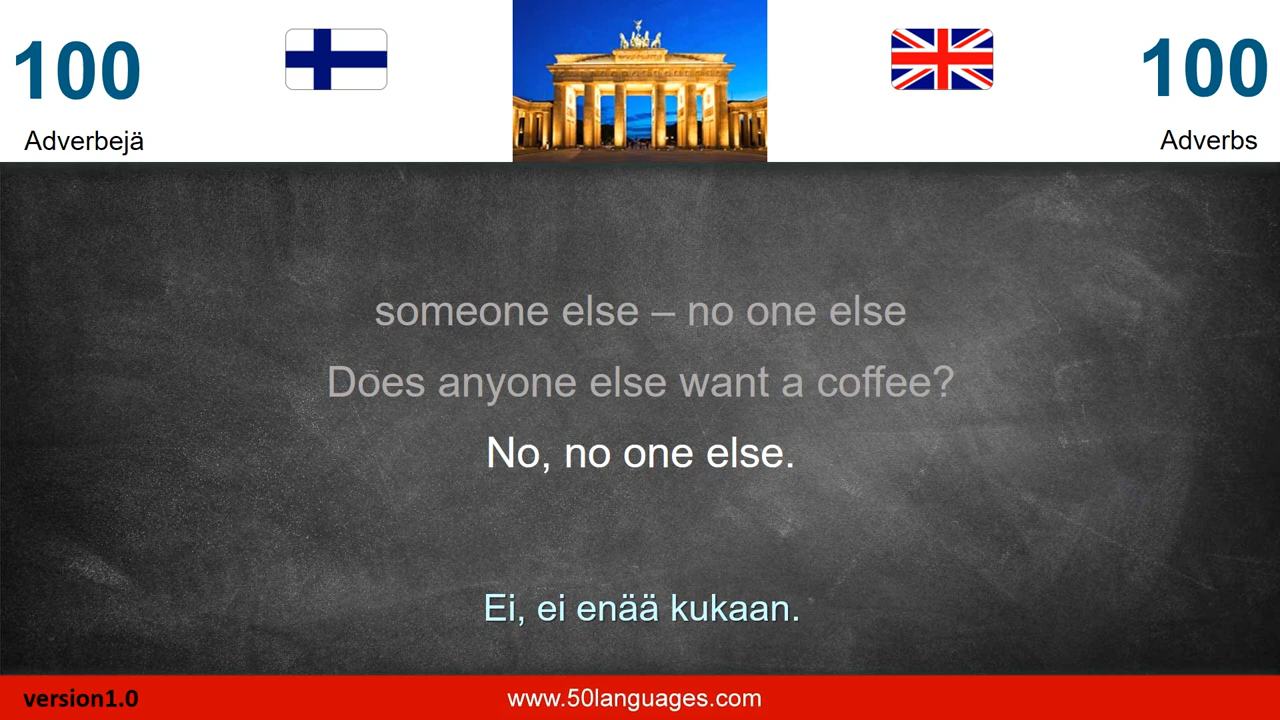 100
100
Adverbejä
Adverbs
someone else – no one else
Does anyone else want a coffee?
No, no one else.
Ei, ei enää kukaan.
version1.0
www.50languages.com